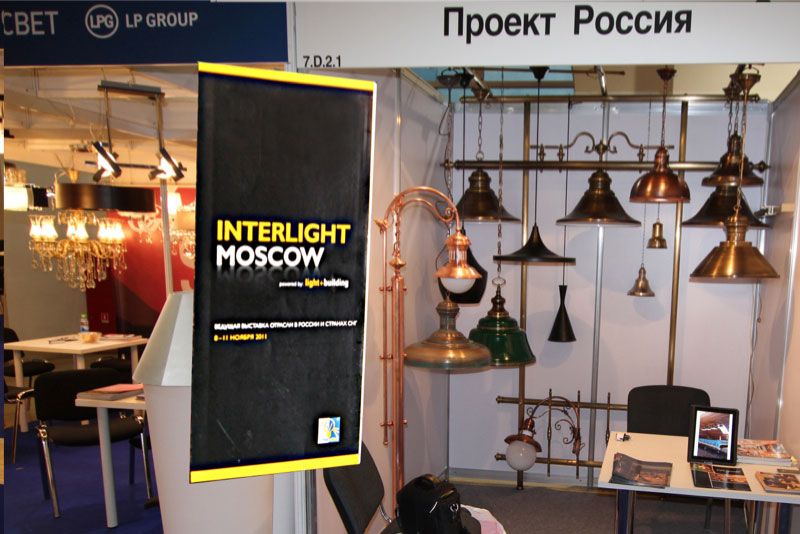 СВЕТ LPG LP GROUP
Проект Россия
7.D.2.1
INTERLIGHT
MOSCOW
powered by: light+building
ВЕДУЩАЯ ВЫСТАВКА ОТРАСЛИ В РОССИИ И СТРАНАХ СНГ
8–11 НОЯБРЯ 2011